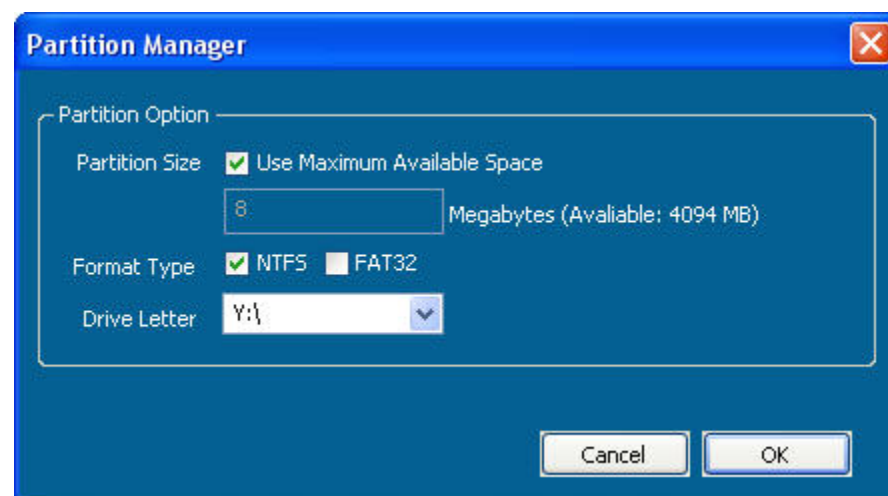 Partition Manager
Partition Option
Partition Size Use Maximum Available Space
8 Megabytes (Avaliable: 4094 MB)
Format Type NTFS FAT32
Drive Letter Y:\
Cancel OK